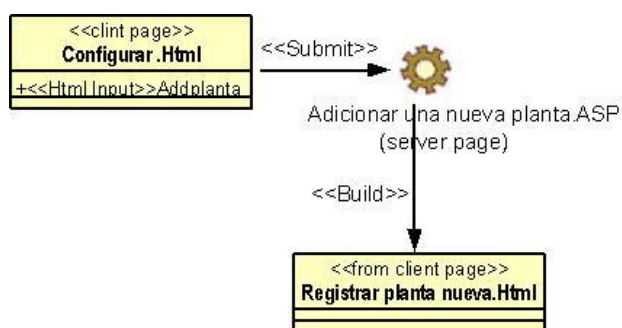 <<clint page>>
Configurar .Html
+<<Html Input>>Addplanta
<<Submit>>
Adicionar una nueva planta.ASP
(server page)
<<Build>>
<<from client page>>
Registrar planta nueva.Html